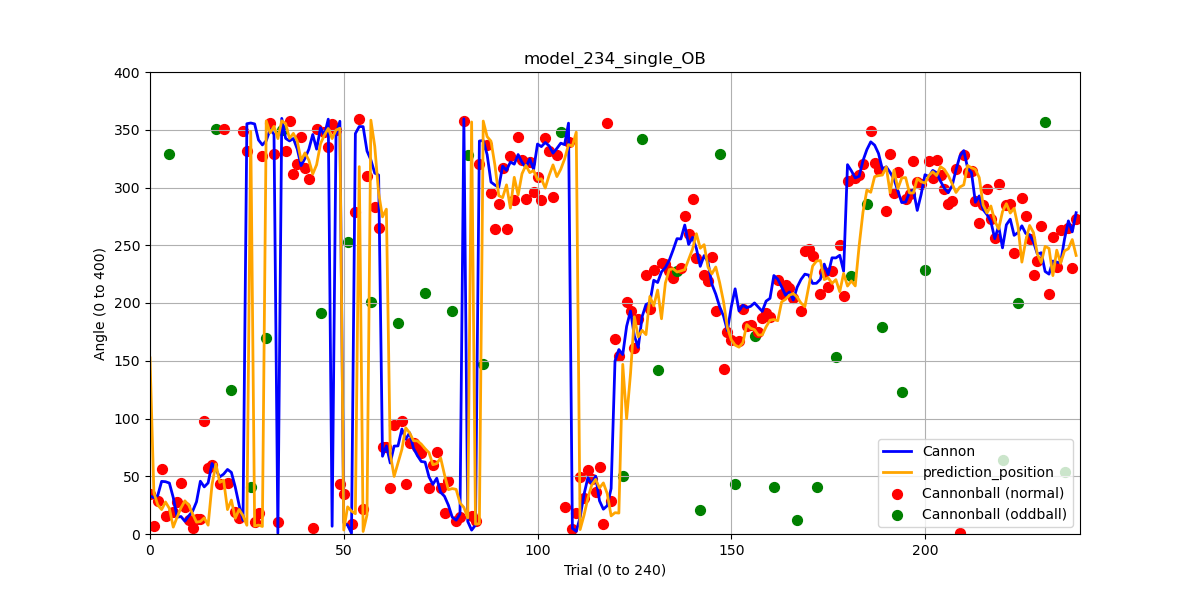 model_234_single_OB
Angle (0 to 400)
400
350
300
250
200
150
100
50
0
0 50 100 150 200
Trial (0 to 240)
Cannon
prediction_position
Cannonball (normal)
Cannonball (oddball)